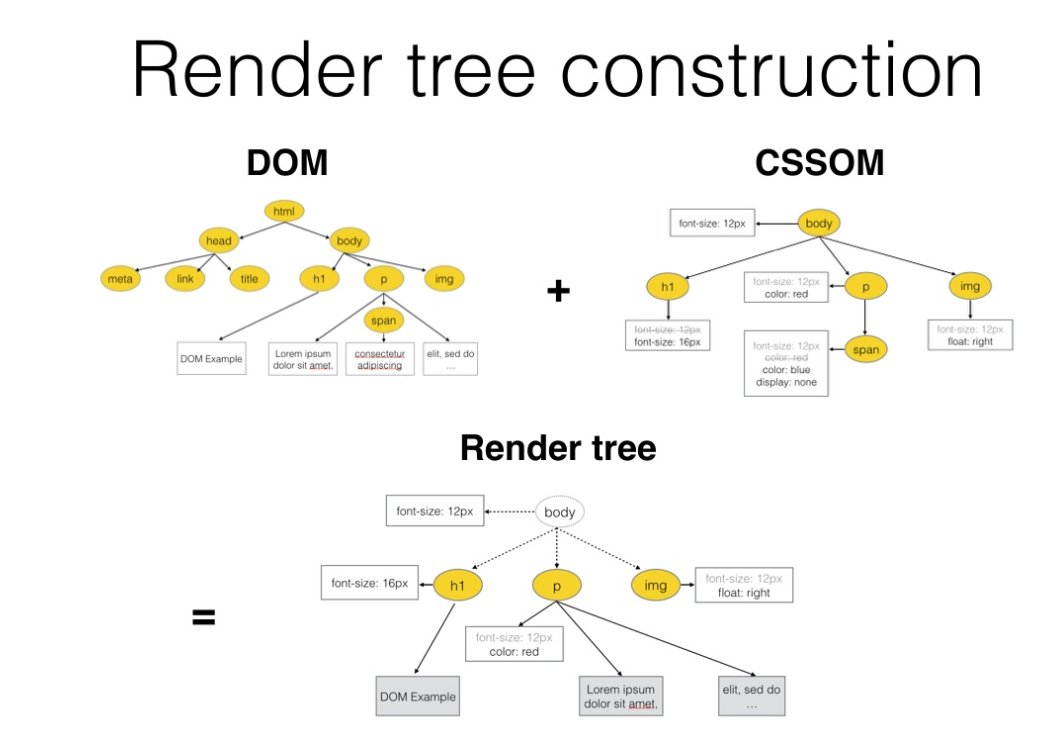 Render tree construction
DOM
CSSOM
html
head
body
meta
link
title
h1
p
img
span
DOM Example
Lorem ipsum
dolor sit amet,
consectetur
adipiscing
elit, sed do
...
+
font-size: 12px
body
h1
font-size: 12px
color: red
p
img
font-size: 12px
font-size: 16px
font-size: 12px
float: right
font-size: 12px
color: red
color: blue
display: none
span
Render tree
font-size: 12px
body
font-size: 16px
h1
p
img
font-size: 12px
float: right
=
font-size: 12px
color: red
DOM Example
Lorem ipsum
dolor sit amet,
elit, sed do
...